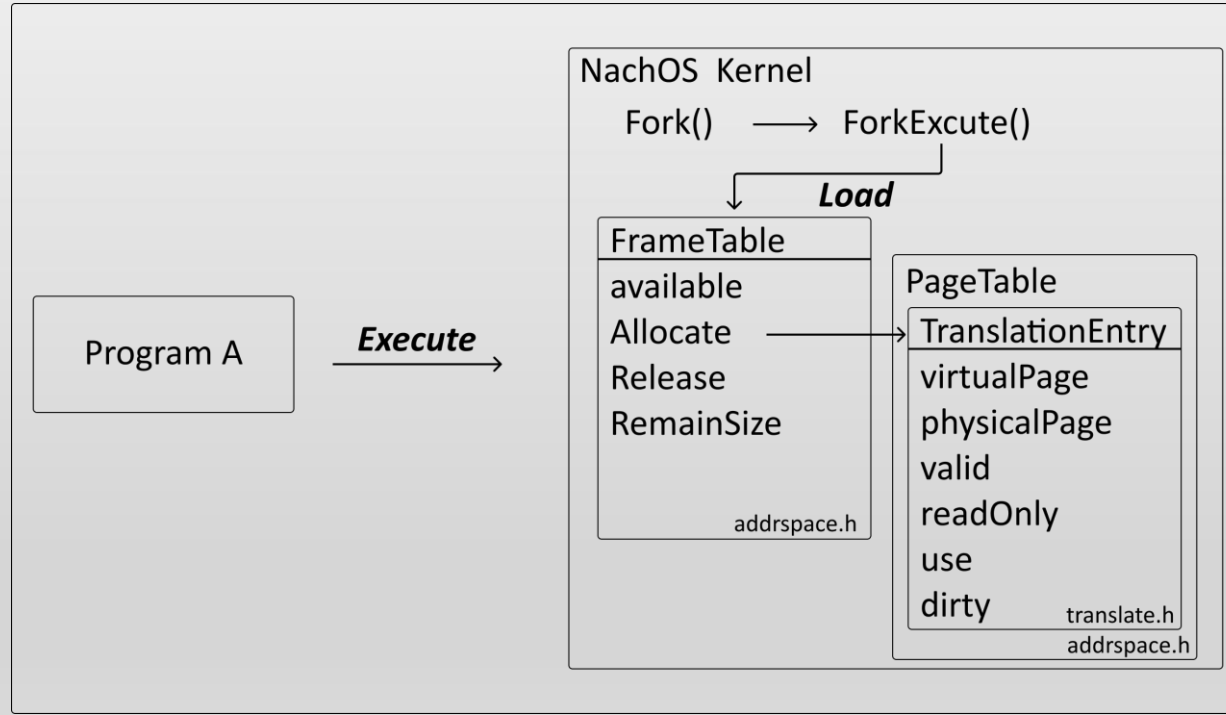 NachOS Kernel
Fork()
ForkExcute()
Load
FrameTable
available
Allocate
Release
RemainSize
addrspace.h
PageTable
TranslationEntry
virtualPage
physicalPage
valid
readOnly
use
dirty
translate.h
addrspace.h
Program A
Execute